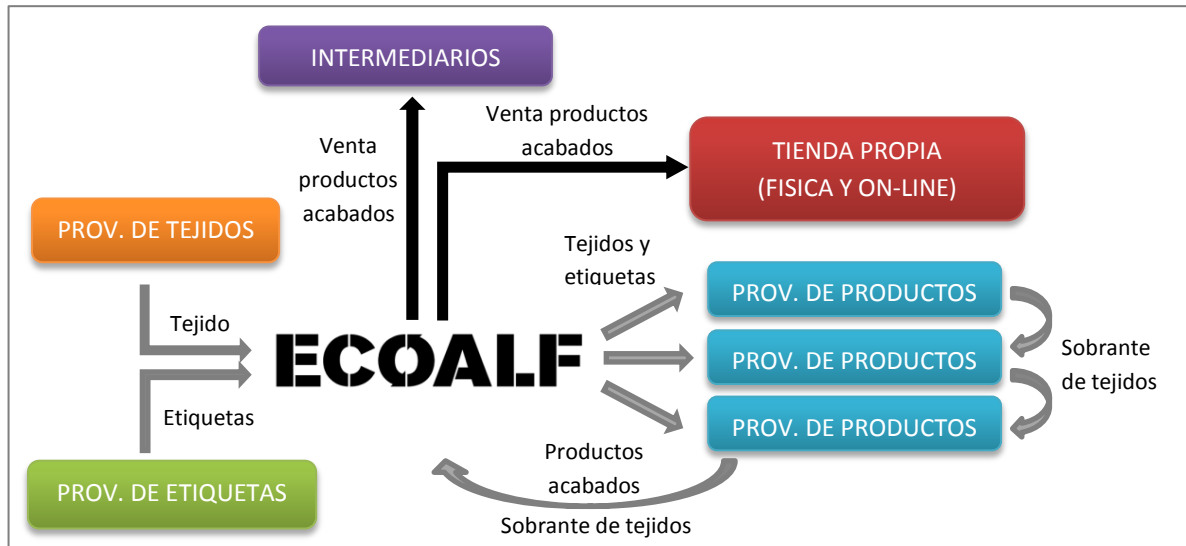 INTERMEDIARIOS
Venta
productos
acabados
Venta productos
acabados
TIENDA PROPIA
(FISICA Y ON-LINE)
PROV. DE TEJIDOS
Tejido
ECOALF
Etiquetas
PROV. DE ETIQUETAS
Tejidos y
etiquetas
PROV. DE PRODUCTOS
PROV. DE PRODUCTOS
PROV. DE PRODUCTOS
Sobrante
de tejidos
Productos
acabados
Sobrante de tejidos